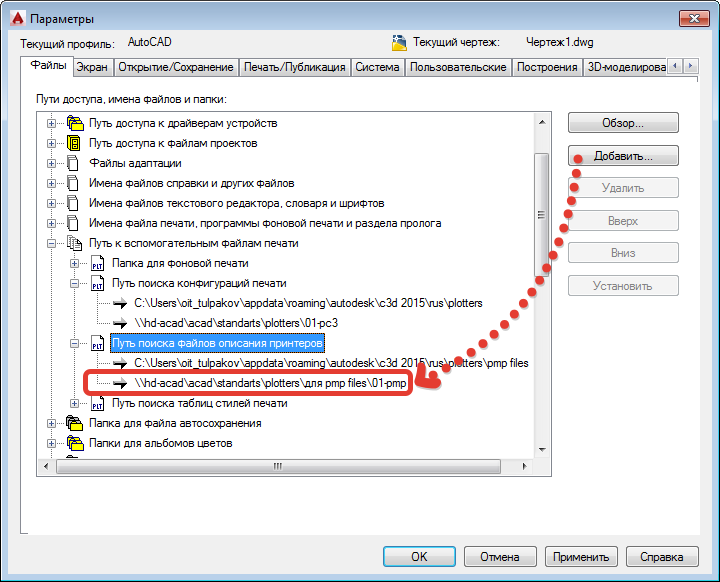 Параметры
Текущий профиль: AutoCAD Текущий чертеж: Чертеж1.dwg
Файлы Экран Открытие/Сохранение Печать/Публикация Система Пользовательские Построения 3D-моделирова
Пути доступа, имена файлов и папки:
Путь доступа к драйверам устройств
Путь доступа к файлам проектов
Файлы адаптации
Имена файлов справки и других файлов
Имена файлов текстового редактора, словаря и шрифтов
Имена файла печати, программы фоновой печати и раздела пролога
Путь к вспомогательным файлам печати
PLT Папка для фоновой печати
PLT Путь поиска конфигураций печати
C:\Users\oit_tulpakov\appdata\roaming\autodesk\c3d 2015\rus\plotters
\\hd-acad\acad\standarts\plotters\01-pc3
PLT Путь поиска файлов описания принтеров
C:\Users\oit_tulpakov\appdata\roaming\autodesk\c3d 2015\rus\plotters\pmp files
\\hd-acad\acad\standarts\plotters\для pmp files\01-pmp
PLT Путь поиска таблиц стилей печати
Папка для файла автосохранения
Папки для альбомов цветов
Обзор...
Добавить...
Удалить
Вверх
Вниз
Установить
OK Отмена Применить Справка